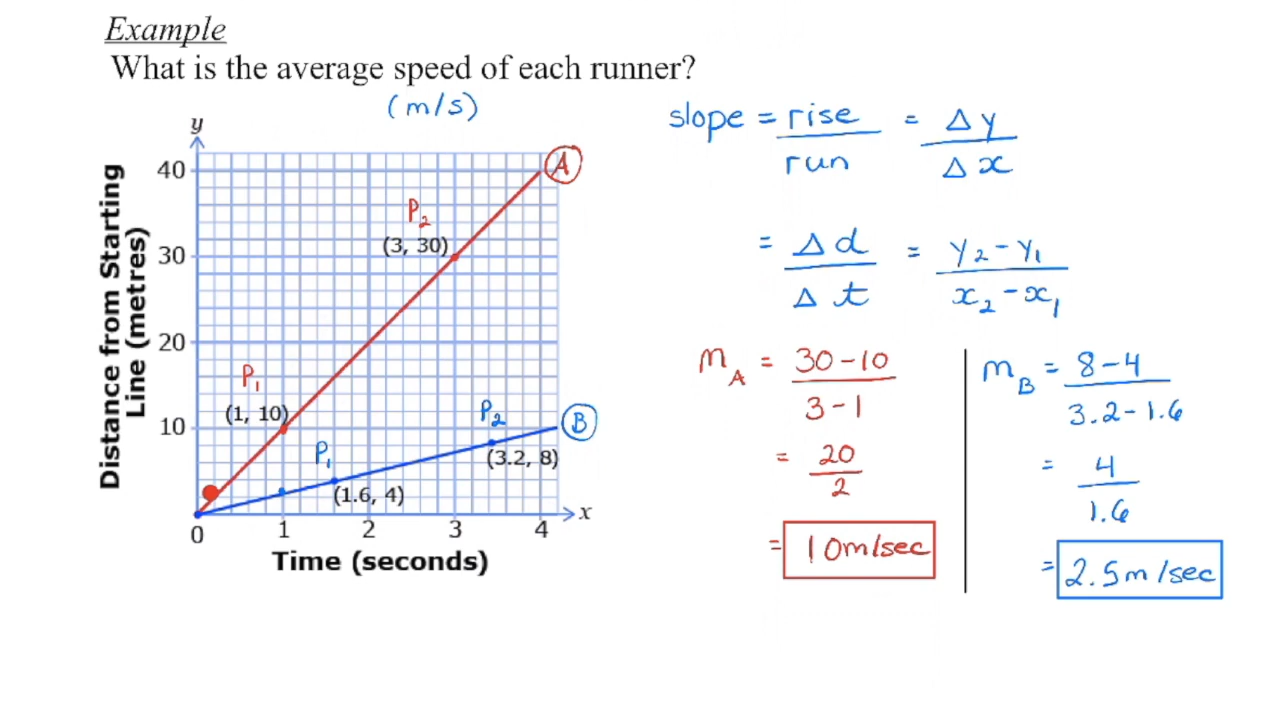 Example
What is the average speed of each runner?
(m/s)
y
40
30
20
10
0
1
2
3
4
x
Distance from Starting
Line (metres)
Time (seconds)
A
P₂
(3, 30)
P₁
(1, 10)
B
P₂
(3.2, 8)
P₁
(1.6, 4)
slope = rise/run = Δy/Δx
= Δd/Δt = y₂-y₁/x₂-x₁
m_A = 30-10/3-1
= 20/2
= 10m/sec
m_B = 8-4/3.2-1.6
= 4/1.6
= 2.5m/sec